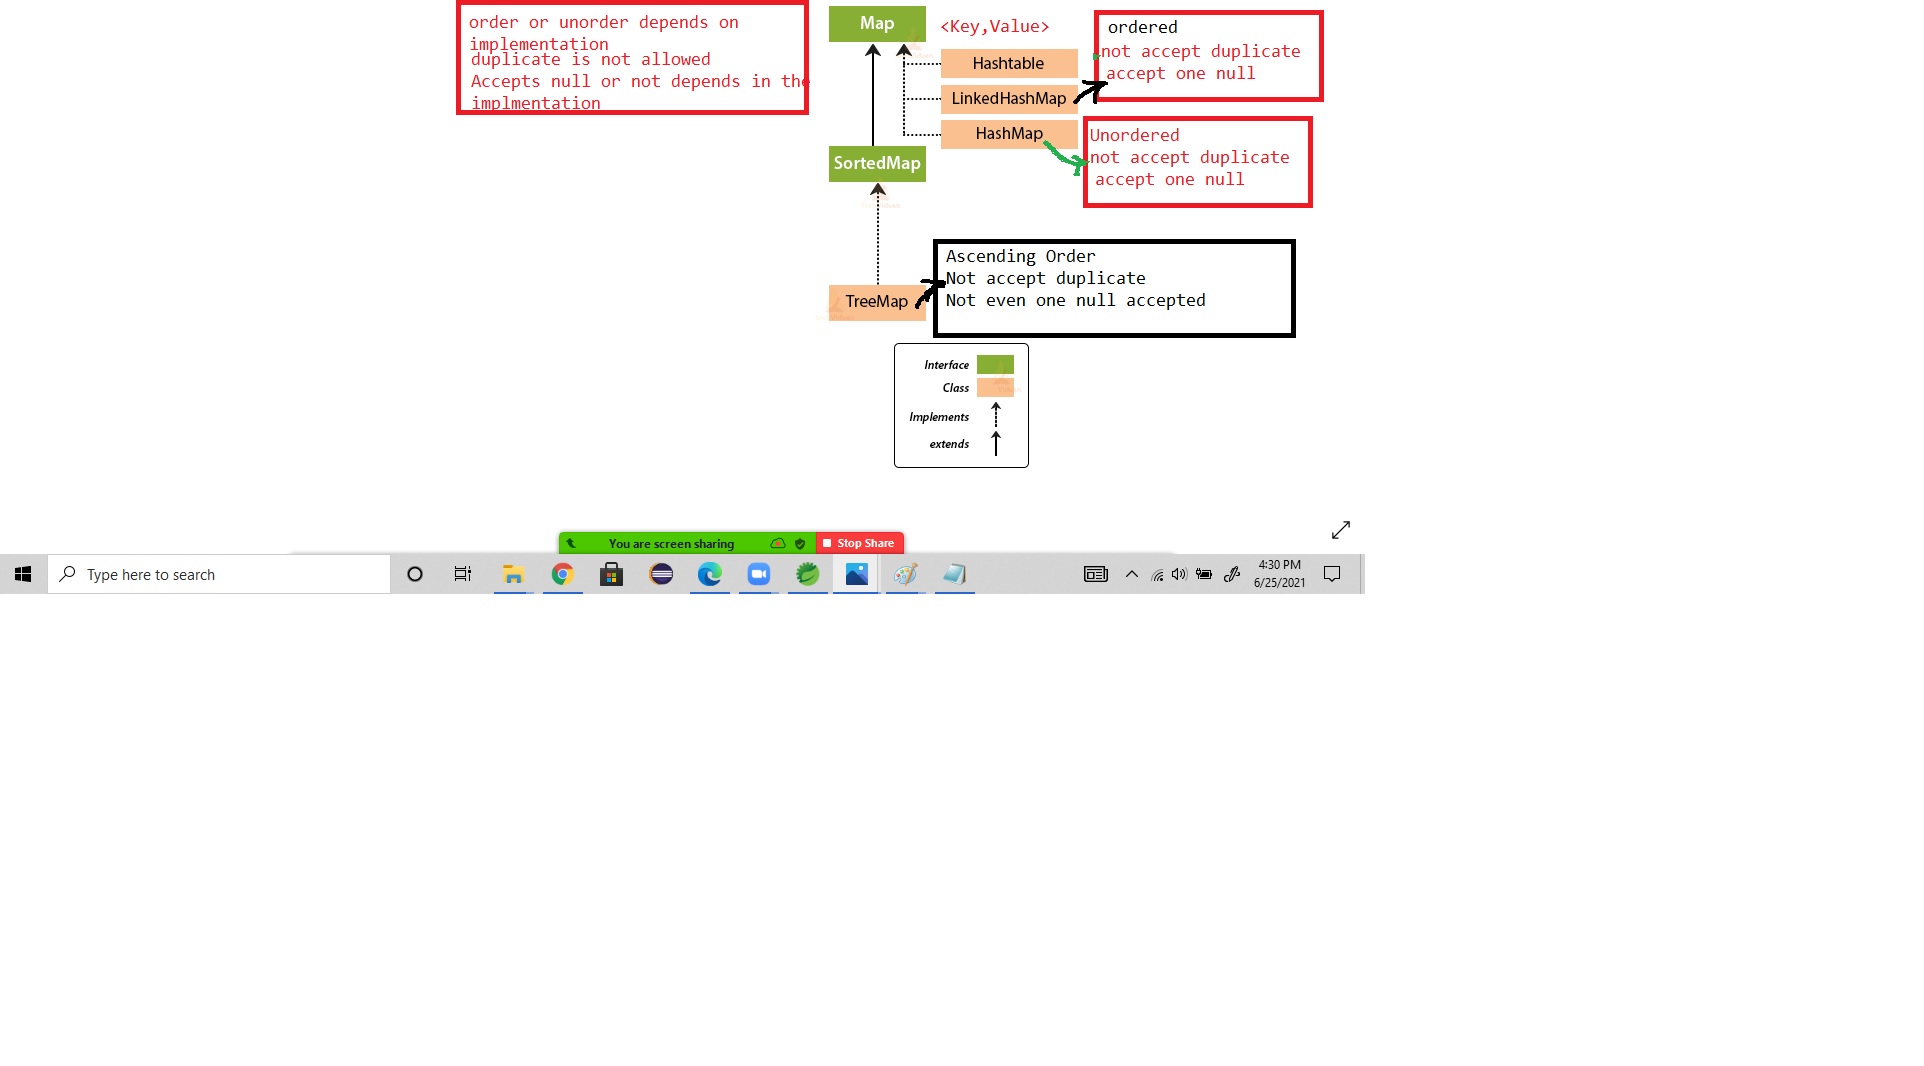 order or unorder depends on
implementation
duplicate is not allowed
Accepts null or not depends in the
implmentation
Map
<Key,Value>
Hashtable
LinkedHashMap
HashMap
ordered
not accept duplicate
accept one null
Unordered
not accept duplicate
accept one null
SortedMap
TreeMap
Ascending Order
Not accept duplicate
Not even one null accepted
Interface
Class
Implements
extends
You are screen sharing
Stop Share
Type here to search
4:30 PM
6/25/2021